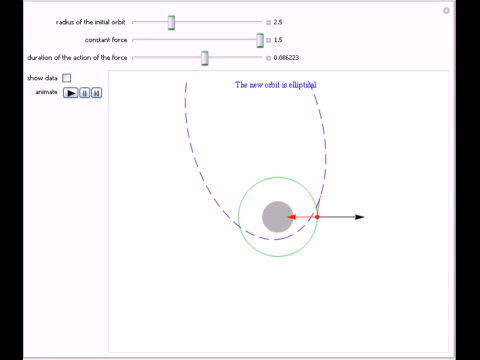 radius of the initial orbit 2.5
constant force 1.5
duration of the action of the force 0.086223
show data
animate
The new orbit is elliptical